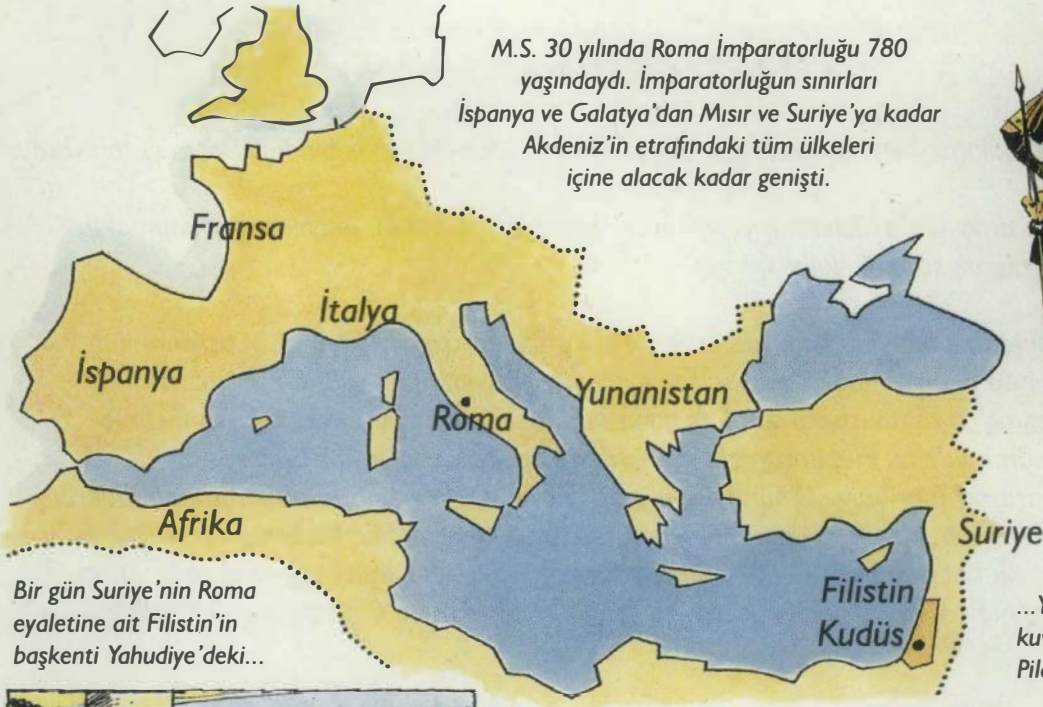 M.S. 30 yılında Roma İmparatorluğu 780
yaşındaydı. İmparatorluğun sınırları
İspanya ve Galatya’dan Mısır ve Suriye’ya kadar
Akdeniz’in etrafındaki tüm ülkeleri
içine alacak kadar genişti.
Fransa
İtalya
İspanya
Roma
Yunanistan
Afrika
Suriye
Filistin
Kudüs
Bir gün Suriye’nin Roma
eyaletine ait Filistin’in
başkenti Yahudiye’deki...